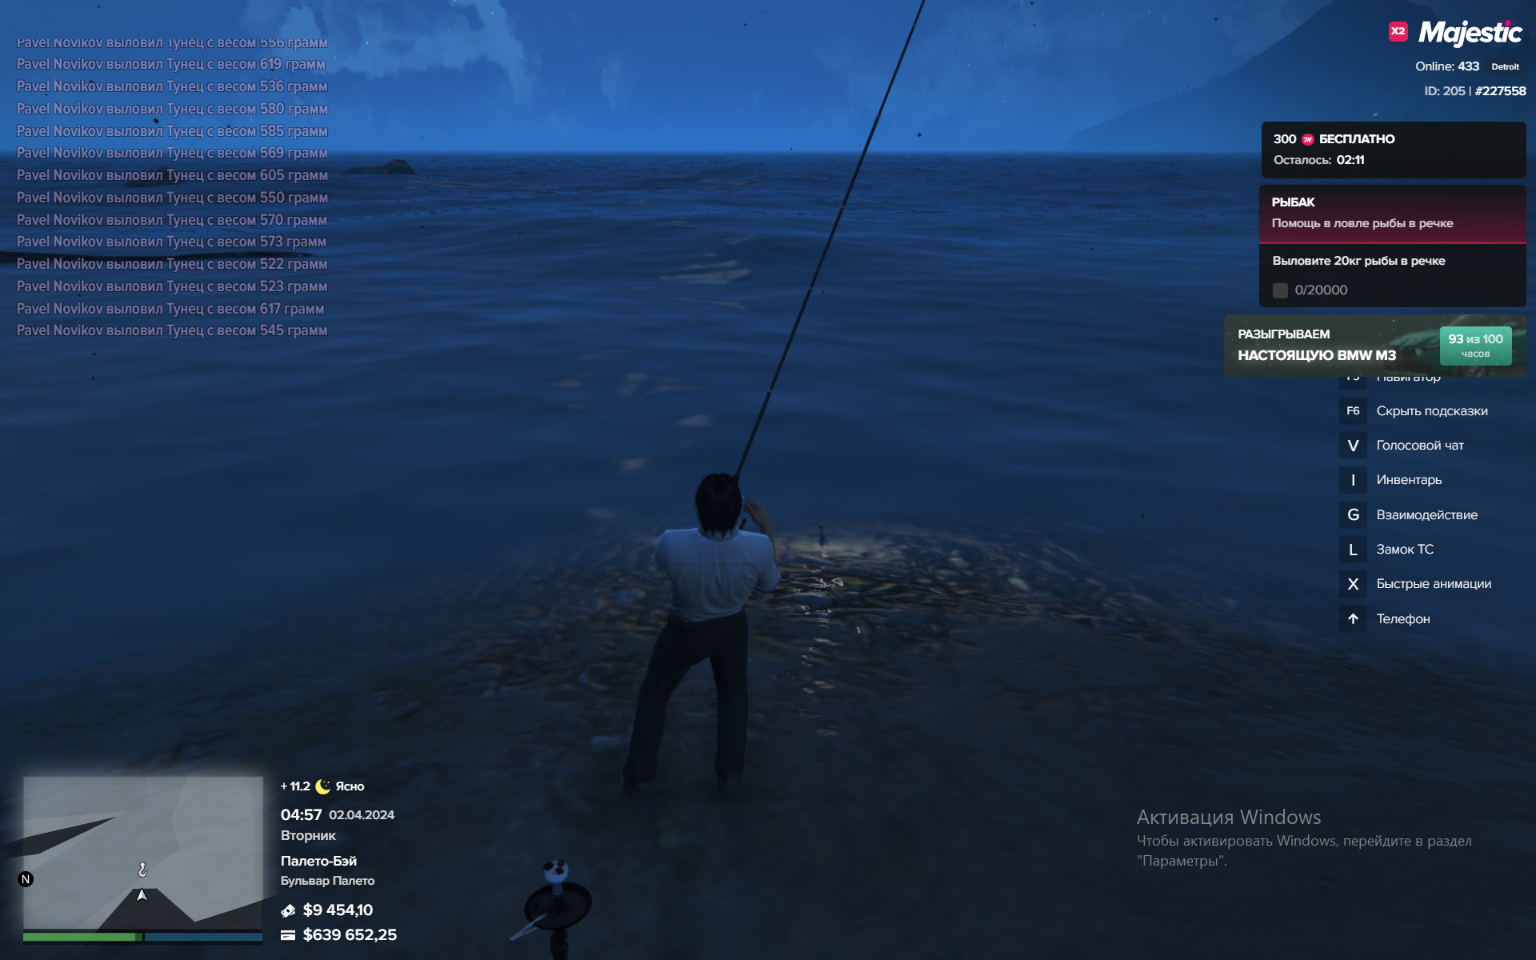 Pavel Novikov выловил Тунец с весом 556 грамм
Pavel Novikov выловил Тунец с весом 619 грамм
Pavel Novikov выловил Тунец с весом 536 грамм
Pavel Novikov выловил Тунец с весом 580 грамм
Pavel Novikov выловил Тунец с весом 585 грамм
Pavel Novikov выловил Тунец с весом 569 грамм
Pavel Novikov выловил Тунец с весом 605 грамм
Pavel Novikov выловил Тунец с весом 550 грамм
Pavel Novikov выловил Тунец с весом 570 грамм
Pavel Novikov выловил Тунец с весом 573 грамм
Pavel Novikov выловил Тунец с весом 522 грамм
Pavel Novikov выловил Тунец с весом 523 грамм
Pavel Novikov выловил Тунец с весом 617 грамм
Pavel Novikov выловил Тунец с весом 545 грамм
X2 Majestic
Online: 433 Detroit
ID: 205 | #227558
300 БЕСПЛАТНО
Осталось: 02:11
РЫБАК
Помощь в ловле рыбы в речке
Выловите 20кг рыбы в речке
0/20000
РАЗЫГРЫВАЕМ
НАСТОЯЩУЮ BMW M3
93 из 100
часов
Навигатор
F6 Скрыть подсказки
V Голосовой чат
I Инвентарь
G Взаимодействие
L Замок ТС
X Быстрые анимации
Телефон
N
+ 11.2 Ясно
04:57 02.04.2024
Вторник
Палето-Бэй
Бульвар Палето
$9 454,10
$639 652,25
Активация Windows
Чтобы активировать Windows, перейдите в раздел
"Параметры".